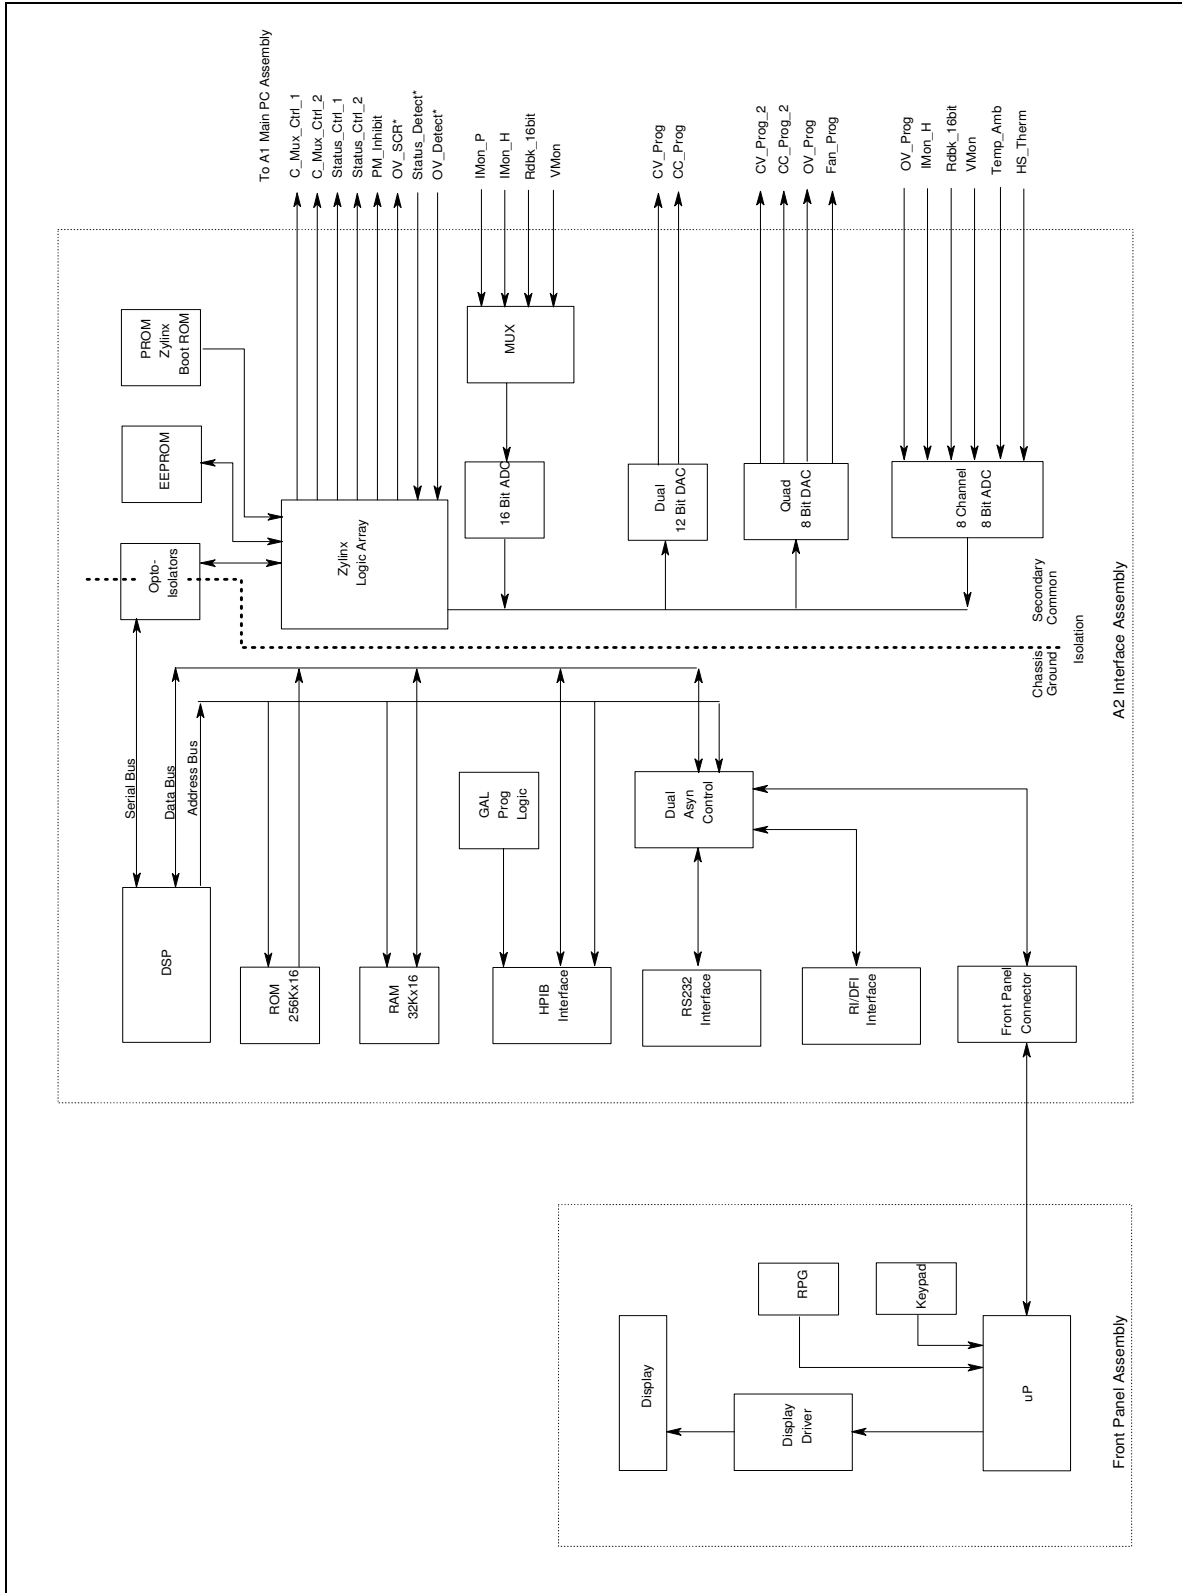 To A1 Main PC Assembly
C_Mux_Ctrl_1
C_Mux_Ctrl_2
Status_Ctrl_1
Status_Ctrl_2
PM_Inhibit
OV_SCR*
Status_Detect*
OV_Detect*
IMon_P
IMon_H
Rdbk_16bit
VMon
CV_Prog
CC_Prog
CV_Prog_2
CC_Prog_2
OV_Prog
Fan_Prog
OV_Prog
IMon_H
Rdbk_16bit
VMon
Temp_Amb
HS_Therm
PROM
Zylinx
Boot ROM
EEPROM
Opto-
Isolators
Zylinx
Logic Array
MUX
16 Bit ADC
Dual
12 Bit DAC
Quad
8 Bit DAC
8 Channel
8 Bit ADC
Secondary
Common
Chassis
Ground
Isolation
A2 Interface Assembly
Serial Bus
Data Bus
Address Bus
DSP
ROM
256Kx16
RAM
32Kx16
GAL
Prog
Logic
HPIB
Interface
Dual
Asyn
Control
RS232
Interface
RI/DFI
Interface
Front Panel
Connector
Display
Display
Driver
RPG
Keypad
uP
Front Panel Assembly